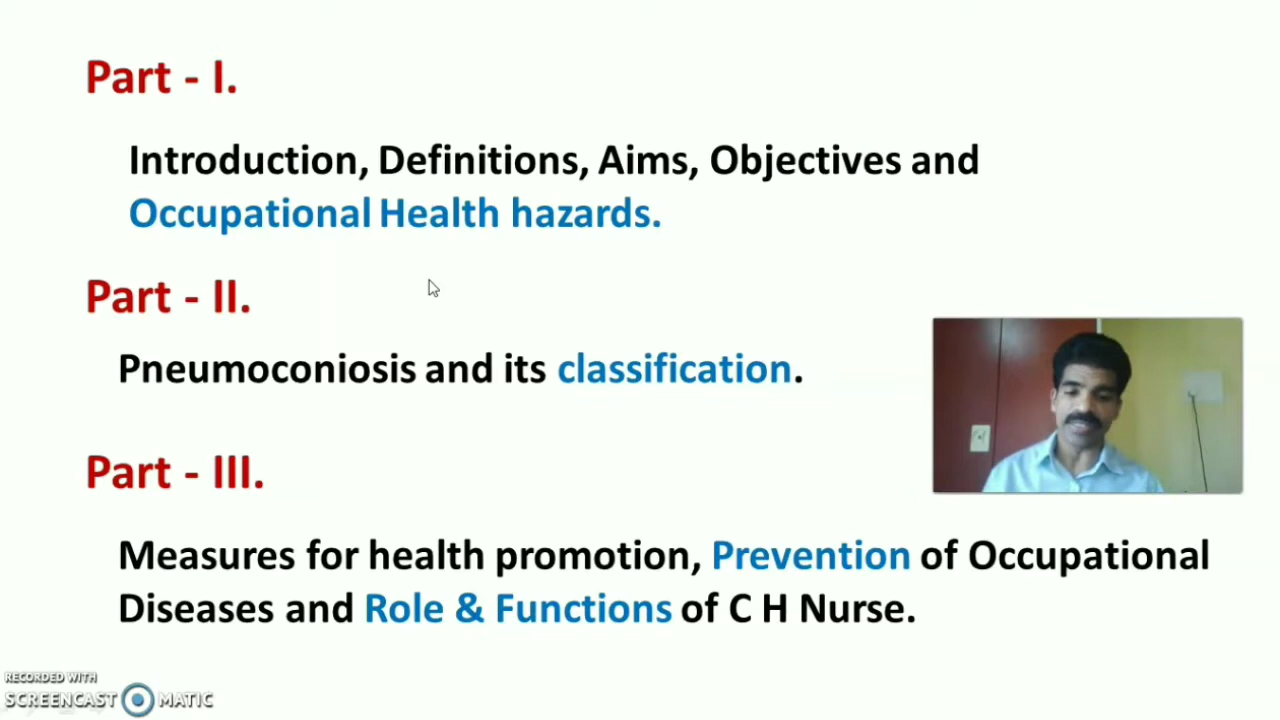 Part - I.
Introduction, Definitions, Aims, Objectives and
Occupational Health hazards.
Part - II.
Pneumoconiosis and its classification.
Part - III.
Measures for health promotion, Prevention of Occupational
Diseases and Role & Functions of C H Nurse.
RECORDED WITH
SCREENCAST MATIC